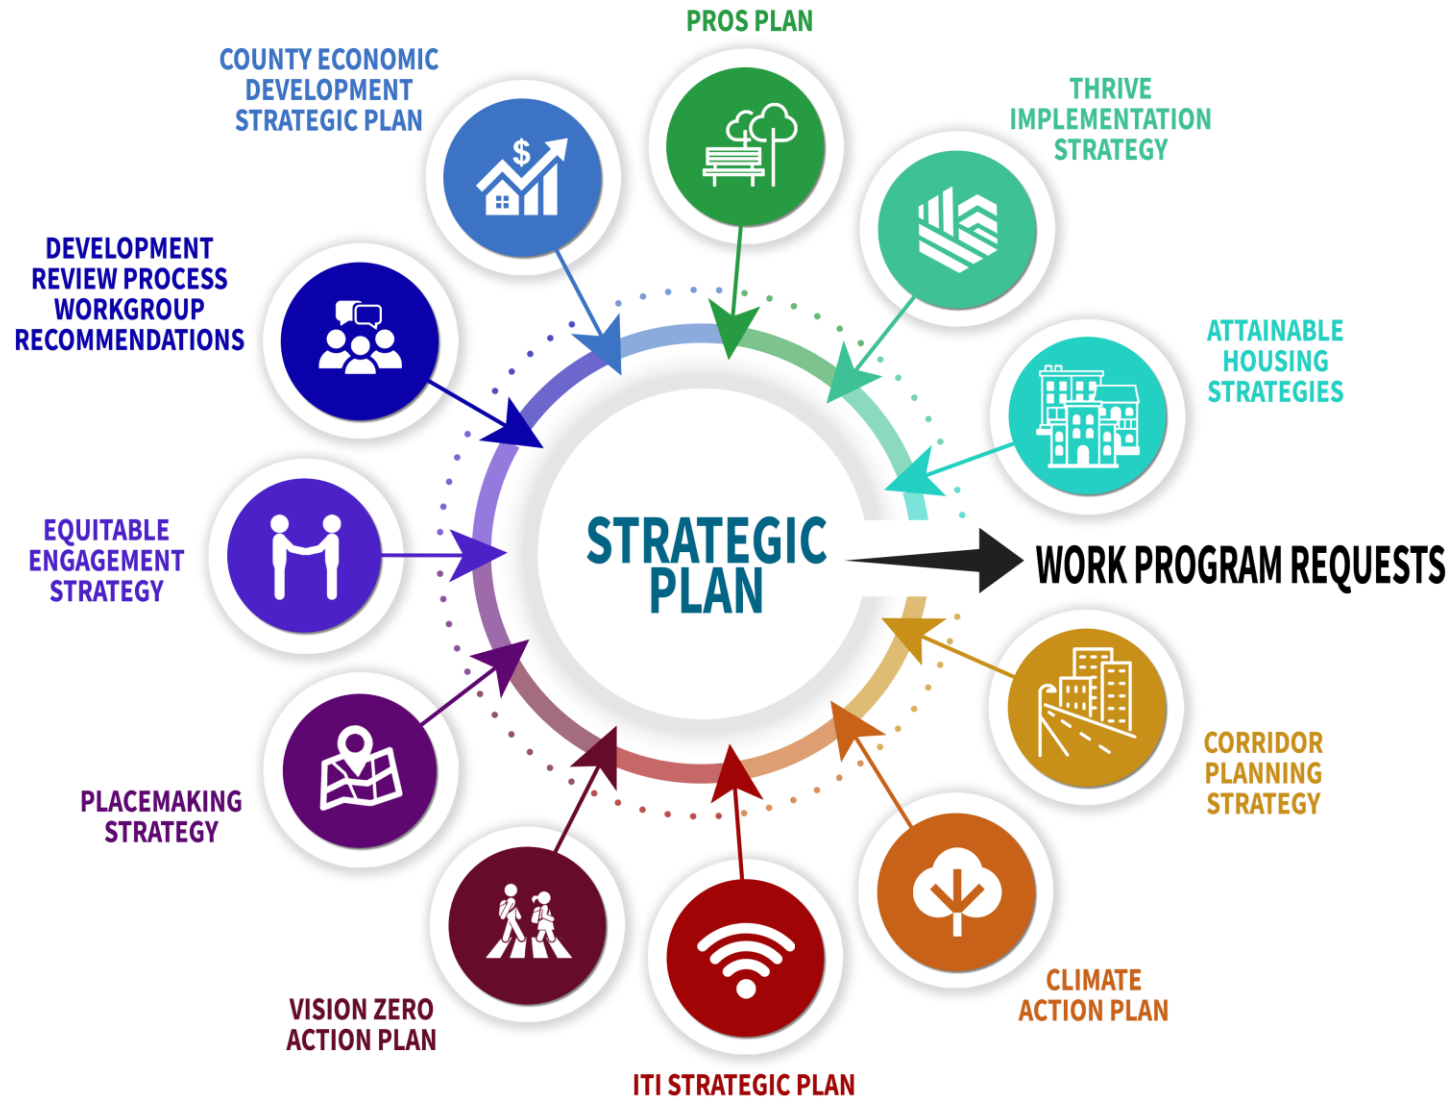 PROS PLAN
COUNTY ECONOMIC
DEVELOPMENT
STRATEGIC PLAN
THRIVE
IMPLEMENTATION
STRATEGY
$
DEVELOPMENT
REVIEW PROCESS
WORKGROUP
RECOMMENDATIONS
ATTAINABLE
HOUSING
STRATEGIES
EQUITABLE
ENGAGEMENT
STRATEGY
STRATEGIC
PLAN
WORK PROGRAM REQUESTS
PLACEMAKING
STRATEGY
CORRIDOR
PLANNING
STRATEGY
VISION ZERO
ACTION PLAN
CLIMATE
ACTION PLAN
ITI STRATEGIC PLAN